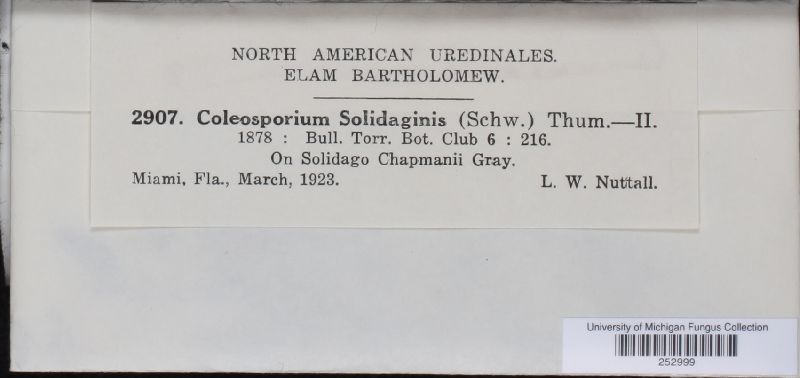 NORTH AMERICAN UREDINALES.
ELAM BARTHOLOMEW.
2907. Coleosporium Solidaginis (Schw.) Thum.—II.
1878 : Bull. Torr. Bot. Club 6 : 216.
On Solidago Chapmanii Gray.
Miami, Fla., March, 1923. L. W. Nuttall.
University of Michigan Fungus Collection
252999